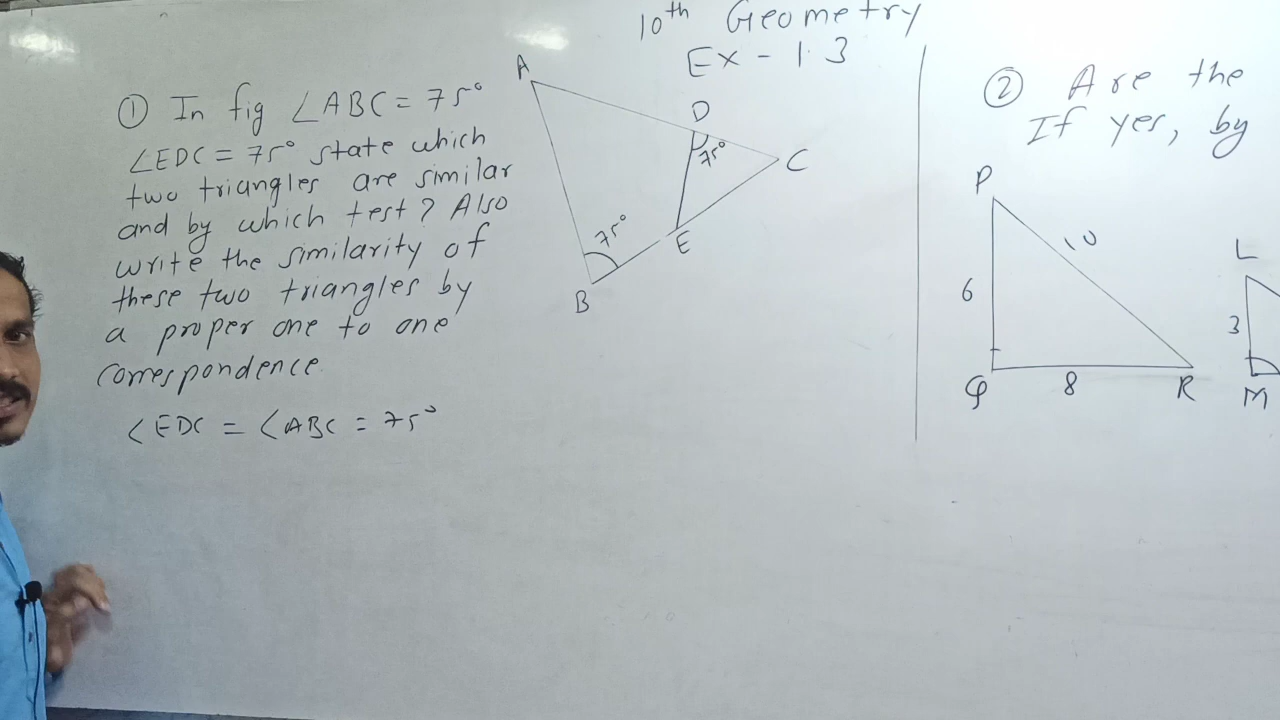 10th Geometry
Ex - 1.3
① In fig ∠ABC = 75°
∠EDC = 75° state which
two triangles are similar
and by which test? Also
write the similarity of
these two triangles by
a proper one to one
correspondence.
∠EDC = ∠ABC = 75°
A
D
75°
C
75°
E
B
② Are the
If yes, by
P
10
6
Q
8
R
L
3
M